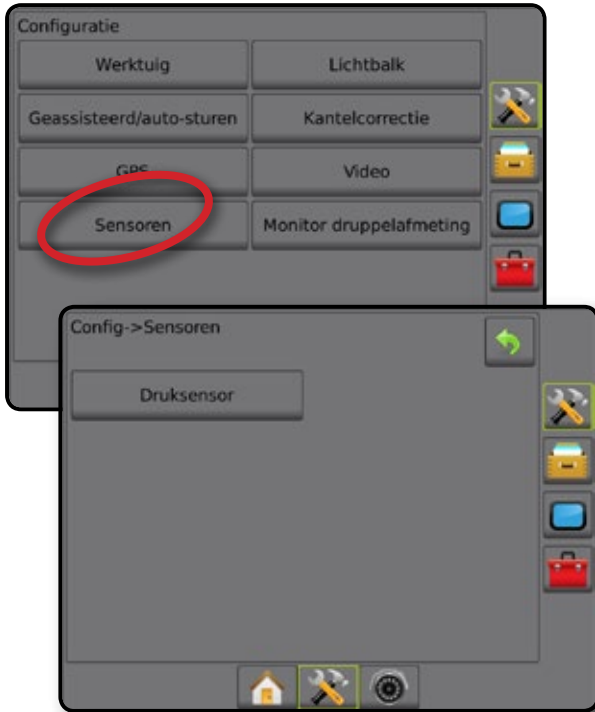 Configuratie
Werktuig Lichtbalk
Geassisteerd/auto-sturen Kantelcorrectie
GPS Video
Sensoren Monitor druppelafmeting
Config->Sensoren
Druksensor